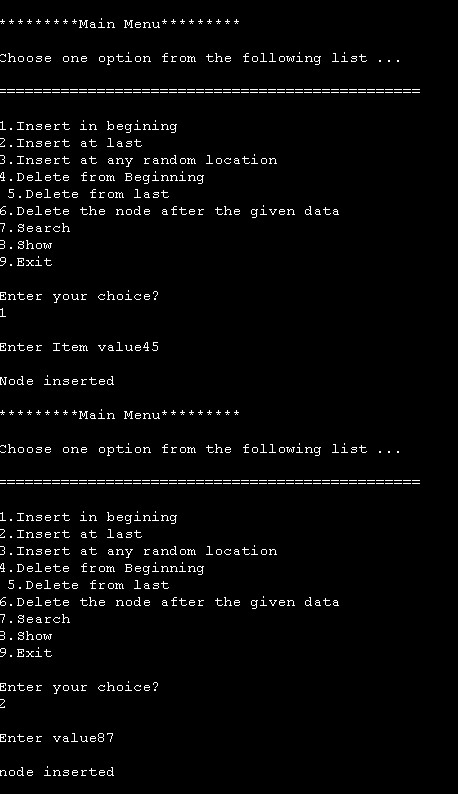 *********Main Menu*********
Choose one option from the following list ...
===============================================
1.Insert in begining
2.Insert at last
3.Insert at any random location
4.Delete from Beginning
5.Delete from last
6.Delete the node after the given data
7.Search
8.Show
9.Exit
Enter your choice?
1
Enter Item value45
Node inserted
*********Main Menu*********
Choose one option from the following list ...
===============================================
1.Insert in begining
2.Insert at last
3.Insert at any random location
4.Delete from Beginning
5.Delete from last
6.Delete the node after the given data
7.Search
8.Show
9.Exit
Enter your choice?
2
Enter value87
node inserted